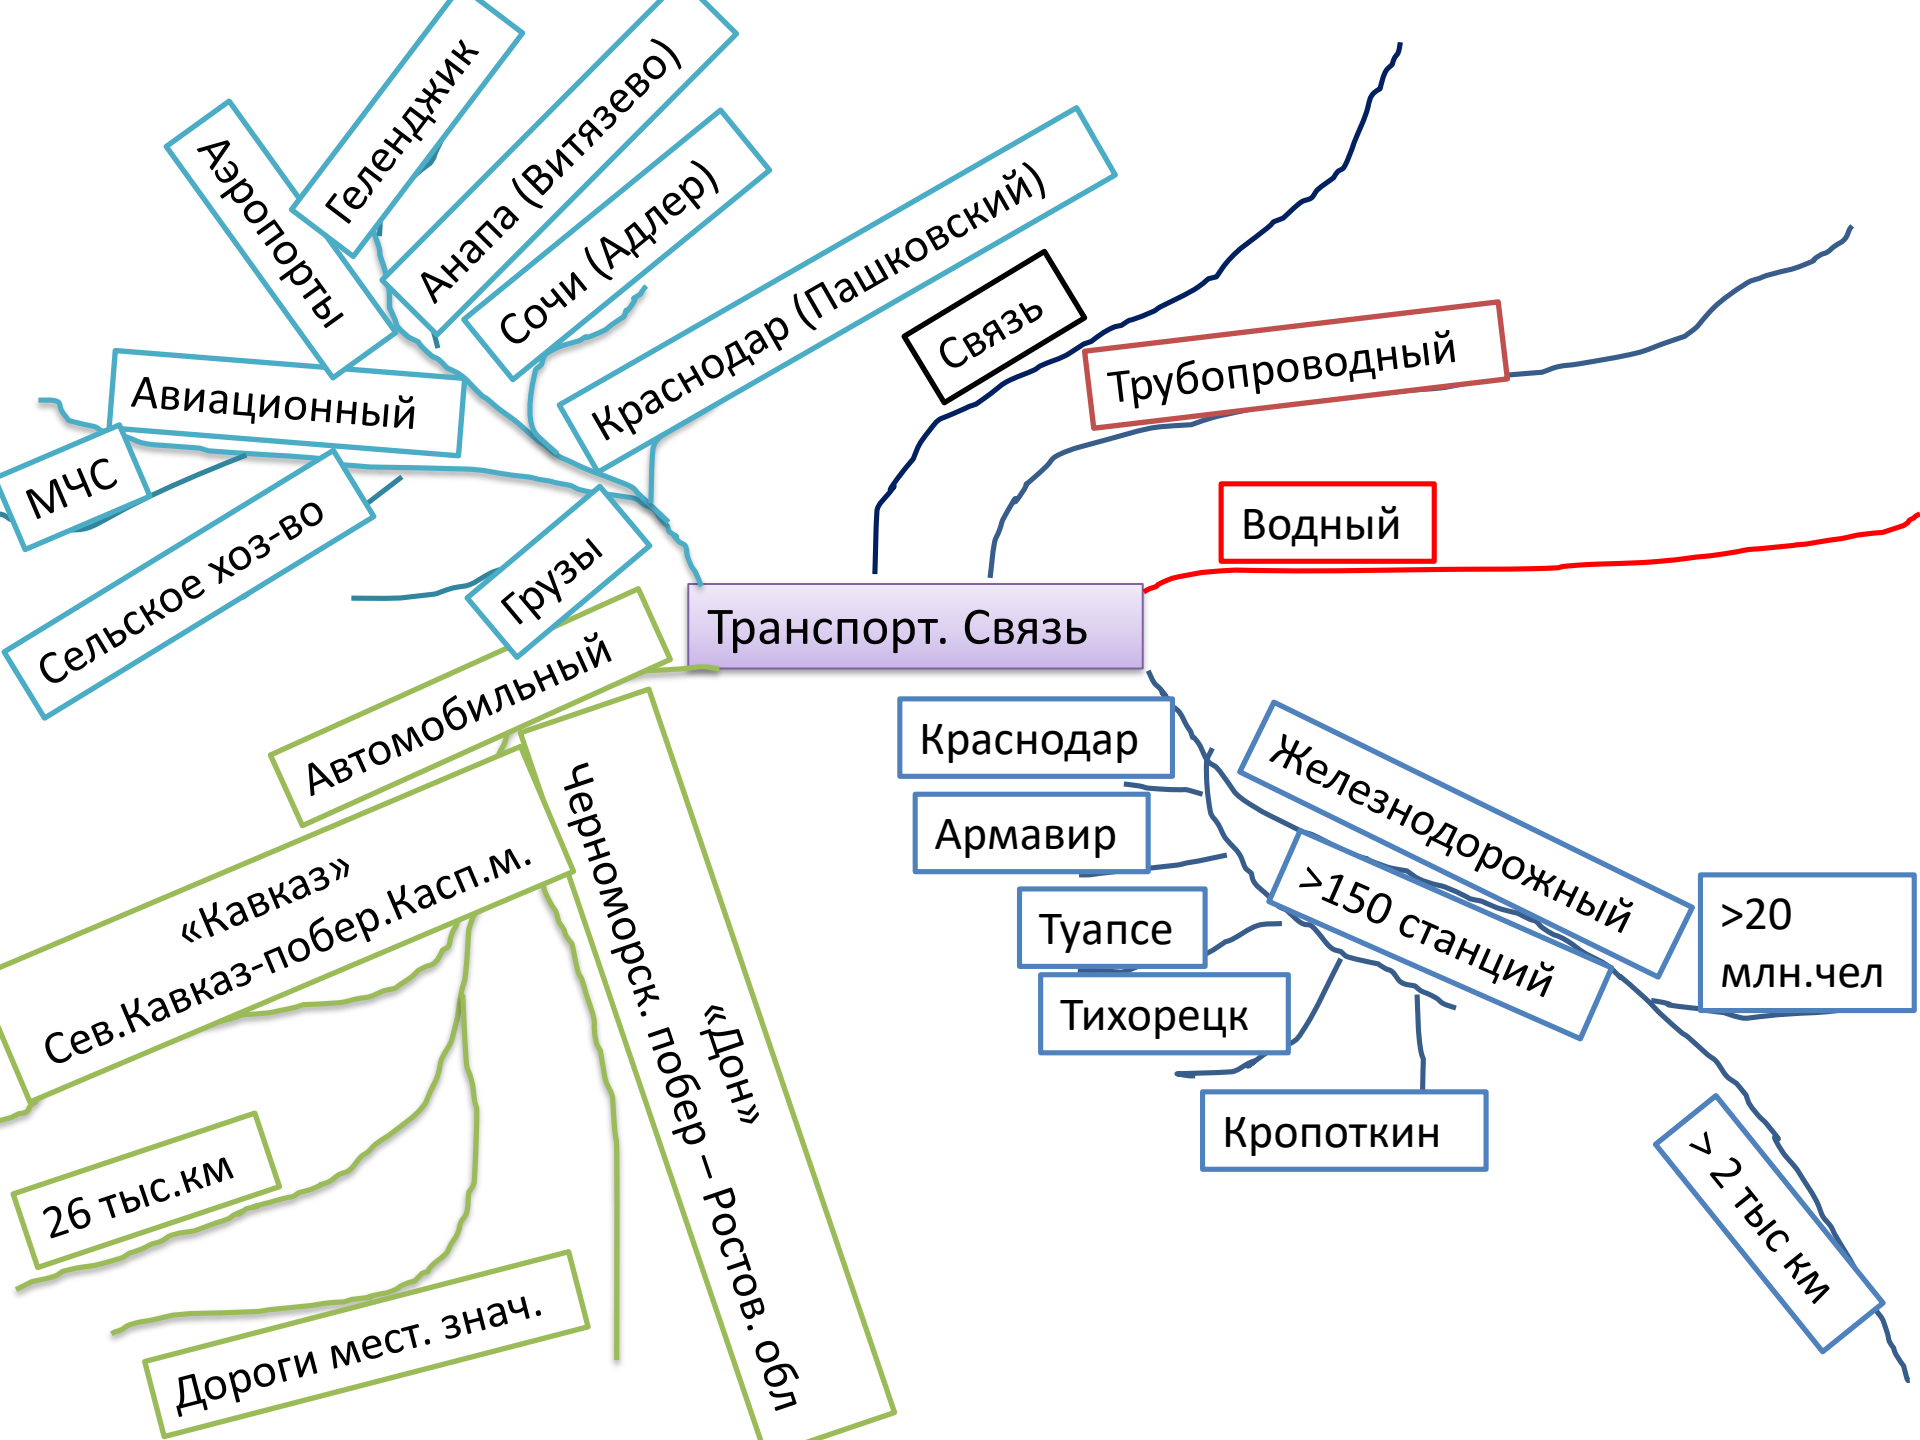 Транспорт. Связь
Авиационный
Аэропорты
Геленджик
Анапа (Витязево)
Сочи (Адлер)
Краснодар (Пашковский)
МЧС
Сельское хоз-во
Грузы
Связь
Трубопроводный
Водный
Железнодорожный
>150 станций
Краснодар
Армавир
Туапсе
Тихорецк
Кропоткин
>20
млн.чел
> 2 тыс км
Автомобильный
«Кавказ»
Сев.Кавказ-побер.Касп.м.
«Дон»
Черноморск. побер – Ростов. обл
26 тыс.км
Дороги мест. знач.